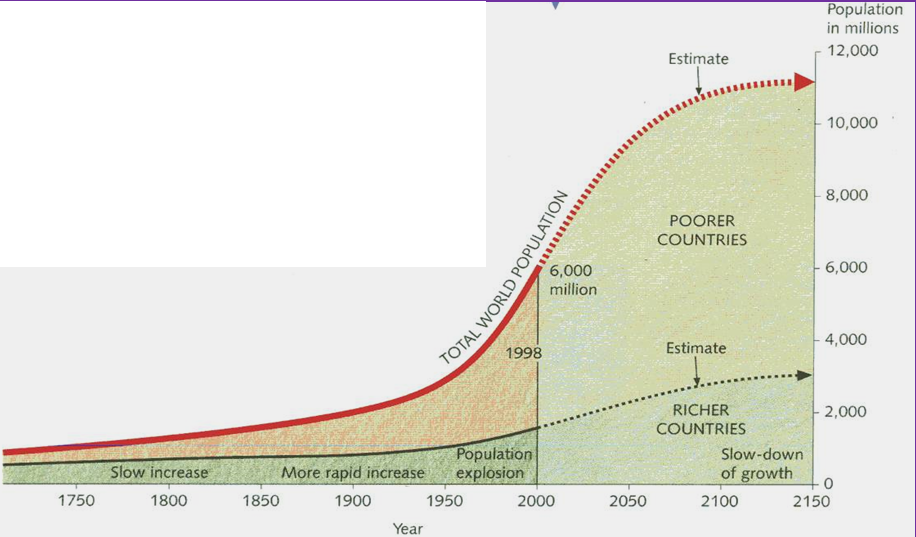 Population
in millions
12,000
Estimate
10,000
8,000
POORER
COUNTRIES
TOTAL WORLD POPULATION
6,000
million
6,000
1998
4,000
Estimate
2,000
RICHER
COUNTRIES
Population
explosion
Slow-down
of growth
Slow increase
More rapid increase
0
1750 1800 1850 1900 1950 2000 2050 2100 2150
Year